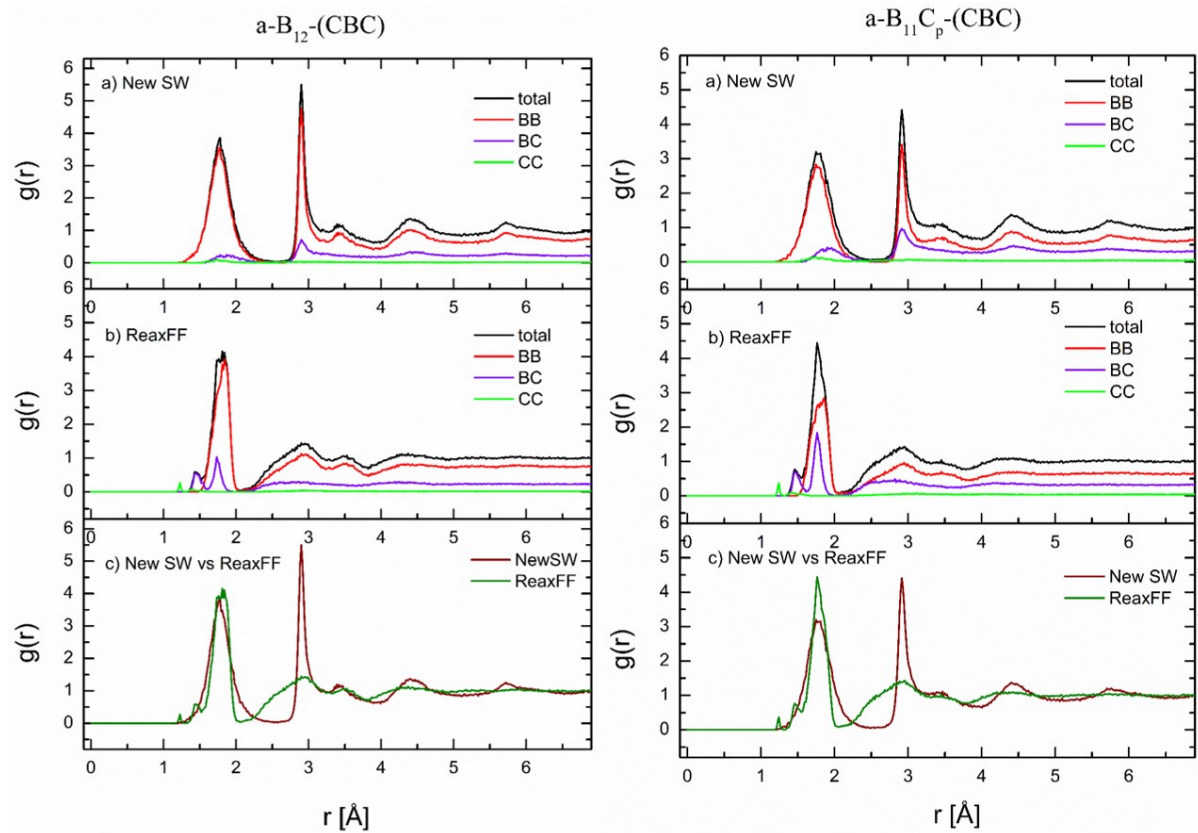 a-B₁₂-(CBC)
g(r)
6
5
4
3
2
1
0
a) New SW
total
BB
BC
CC
0 1 2 3 4 5 6
g(r)
6
5
4
3
2
1
0
b) ReaxFF
total
BB
BC
CC
0 1 2 3 4 5 6
g(r)
6
5
4
3
2
1
0
c) New SW vs ReaxFF
NewSW
ReaxFF
0 1 2 3 4 5 6
r [Å]
a-B₁₁Cₚ-(CBC)
g(r)
6
5
4
3
2
1
0
a) New SW
total
BB
BC
CC
0 1 2 3 4 5 6
g(r)
6
5
4
3
2
1
0
b) ReaxFF
total
BB
BC
CC
0 1 2 3 4 5 6
g(r)
6
5
4
3
2
1
0
c) New SW vs ReaxFF
New SW
ReaxFF
0 1 2 3 4 5 6
r [Å]